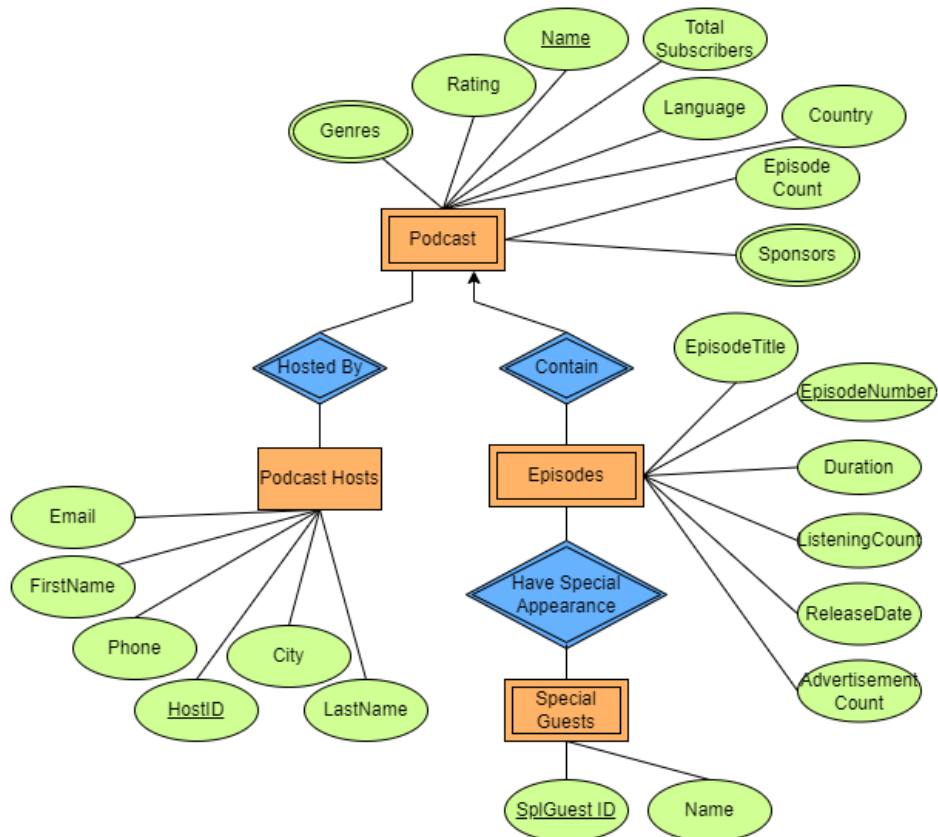 Name
Total
Subscribers
Rating
Language
Country
Genres
Episode
Count
Podcast
Sponsors
Hosted By
Contain
EpisodeTitle
EpisodeNumber
Podcast Hosts
Episodes
Duration
Email
ListeningCount
FirstName
Have Special
Appearance
ReleaseDate
Phone
City
HostID
LastName
Special
Guests
Advertisement
Count
SplGuest ID
Name